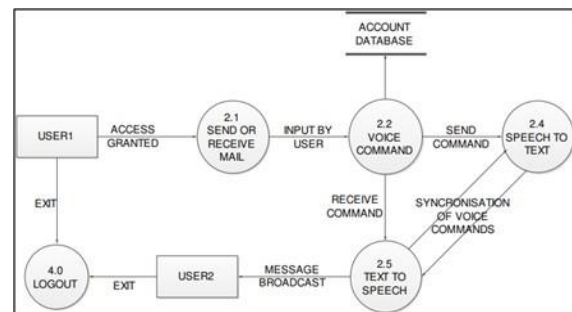 ACCOUNT
DATABASE
USER1
ACCESS
GRANTED
2.1
SEND OR
RECEIVE
MAIL
INPUT BY
USER
2.2
VOICE
COMMAND
SEND
COMMAND
2.4
SPEECH TO
TEXT
EXIT
RECEIVE
COMMAND
SYNCRONISATION
OF VOICE
COMMANDS
4.0
LOGOUT
EXIT
USER2
MESSAGE
BROADCAST
2.5
TEXT TO
SPEECH